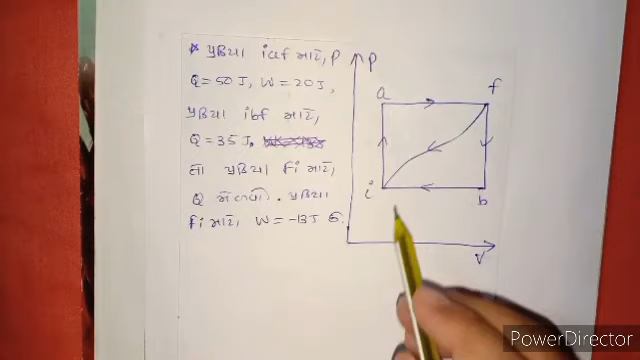 * પ્રક્રિયા iaf માટે, P
Q = 50 J, W = 20 J,
પ્રક્રિયા ibf માટે,
Q = 35 J.
તો પ્રક્રિયા fi માટે,
Q મેળવો. પ્રક્રિયા
fi માટે, W = -13 J છે.
P
a
f
i
b
V
PowerDirector